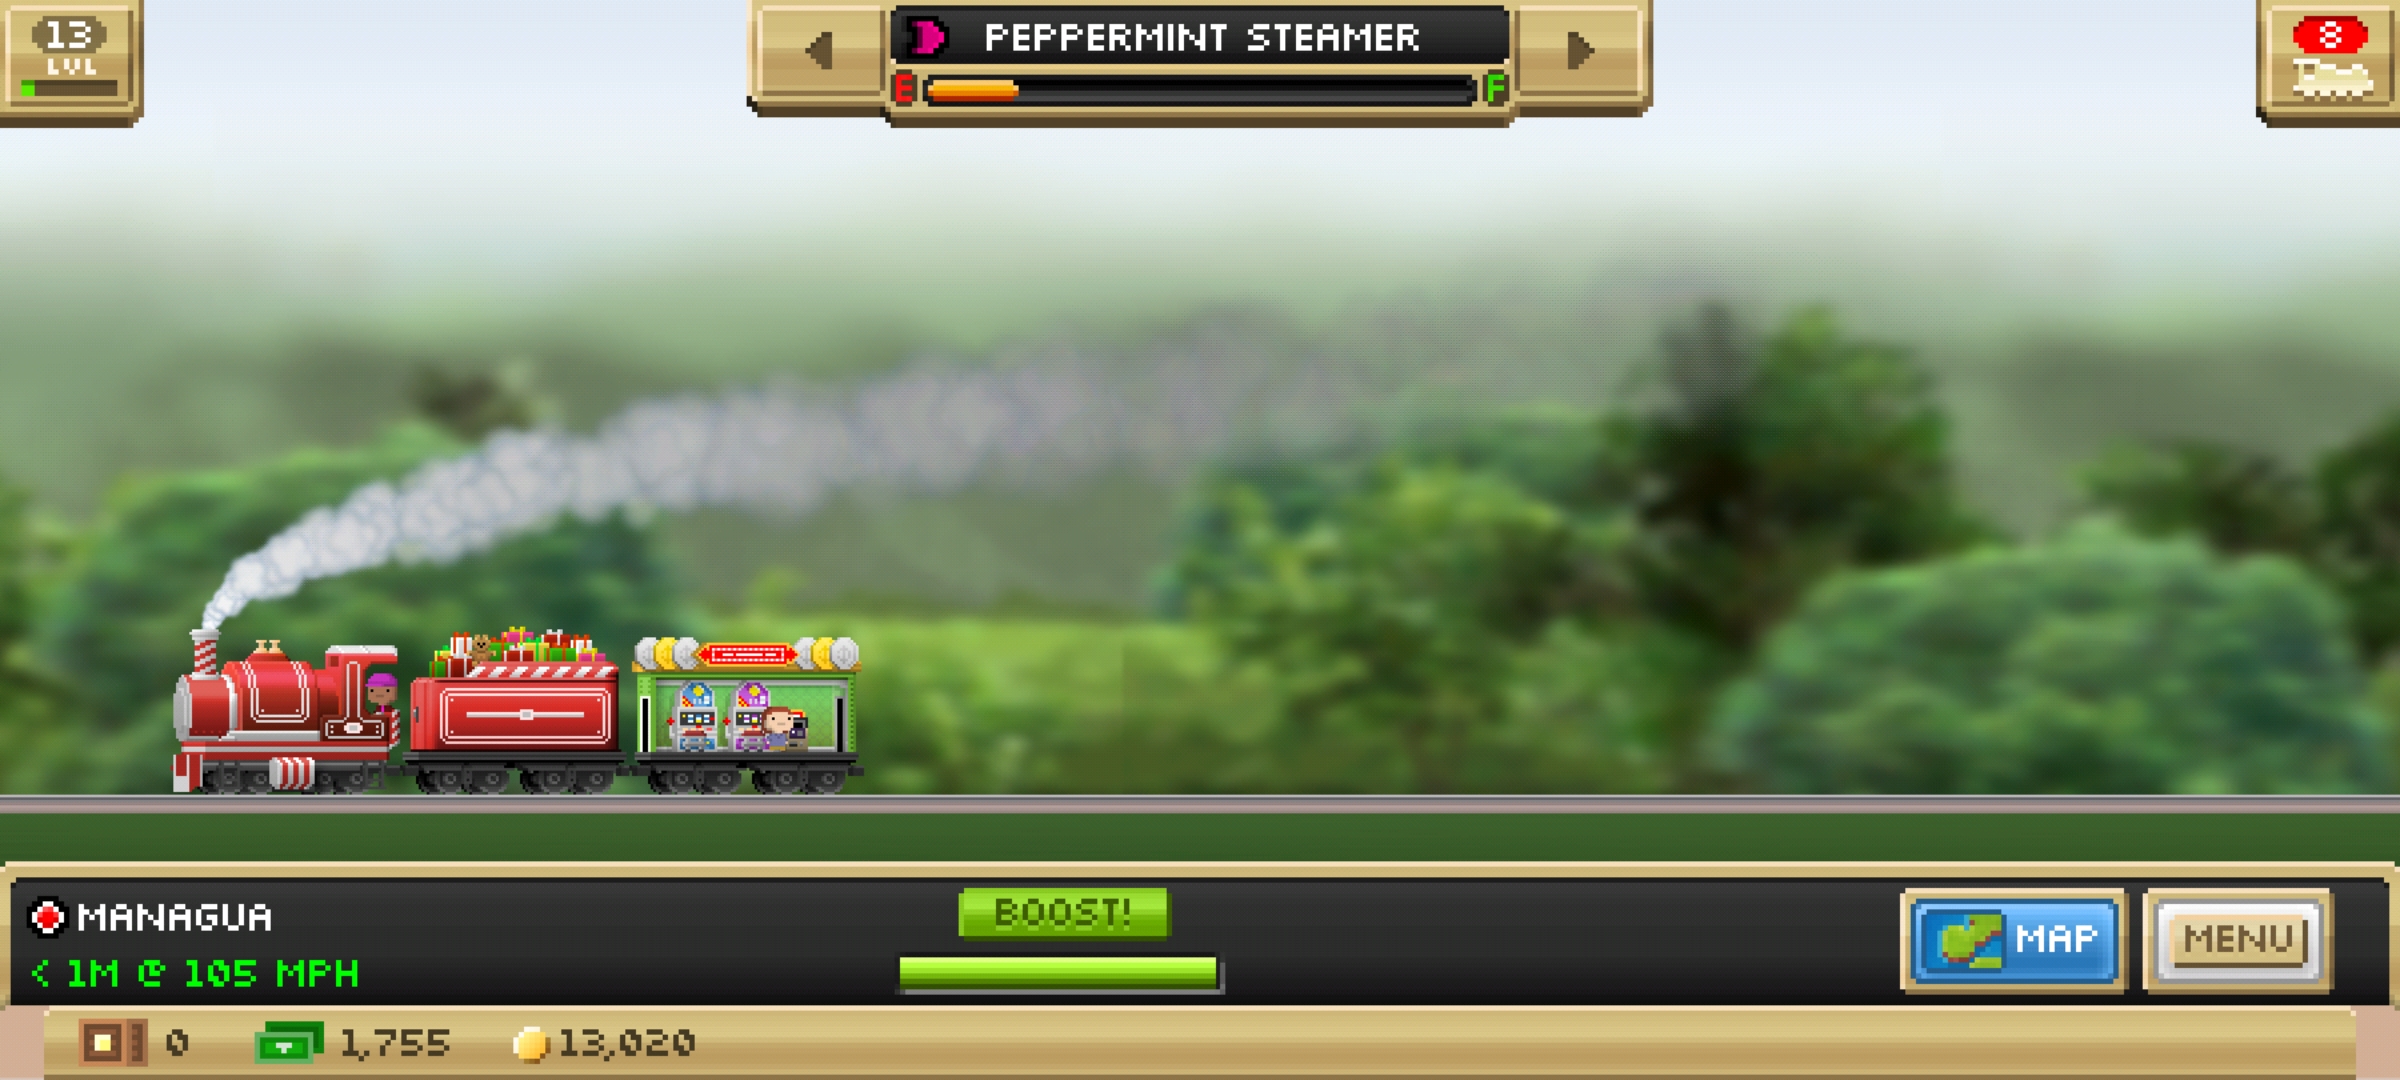 13
LVL
PEPPERMINT STEAMER
E F
8
MANAGUA
< 1M @ 105 MPH
BOOST!
MAP
MENU
0
1,755
13,020